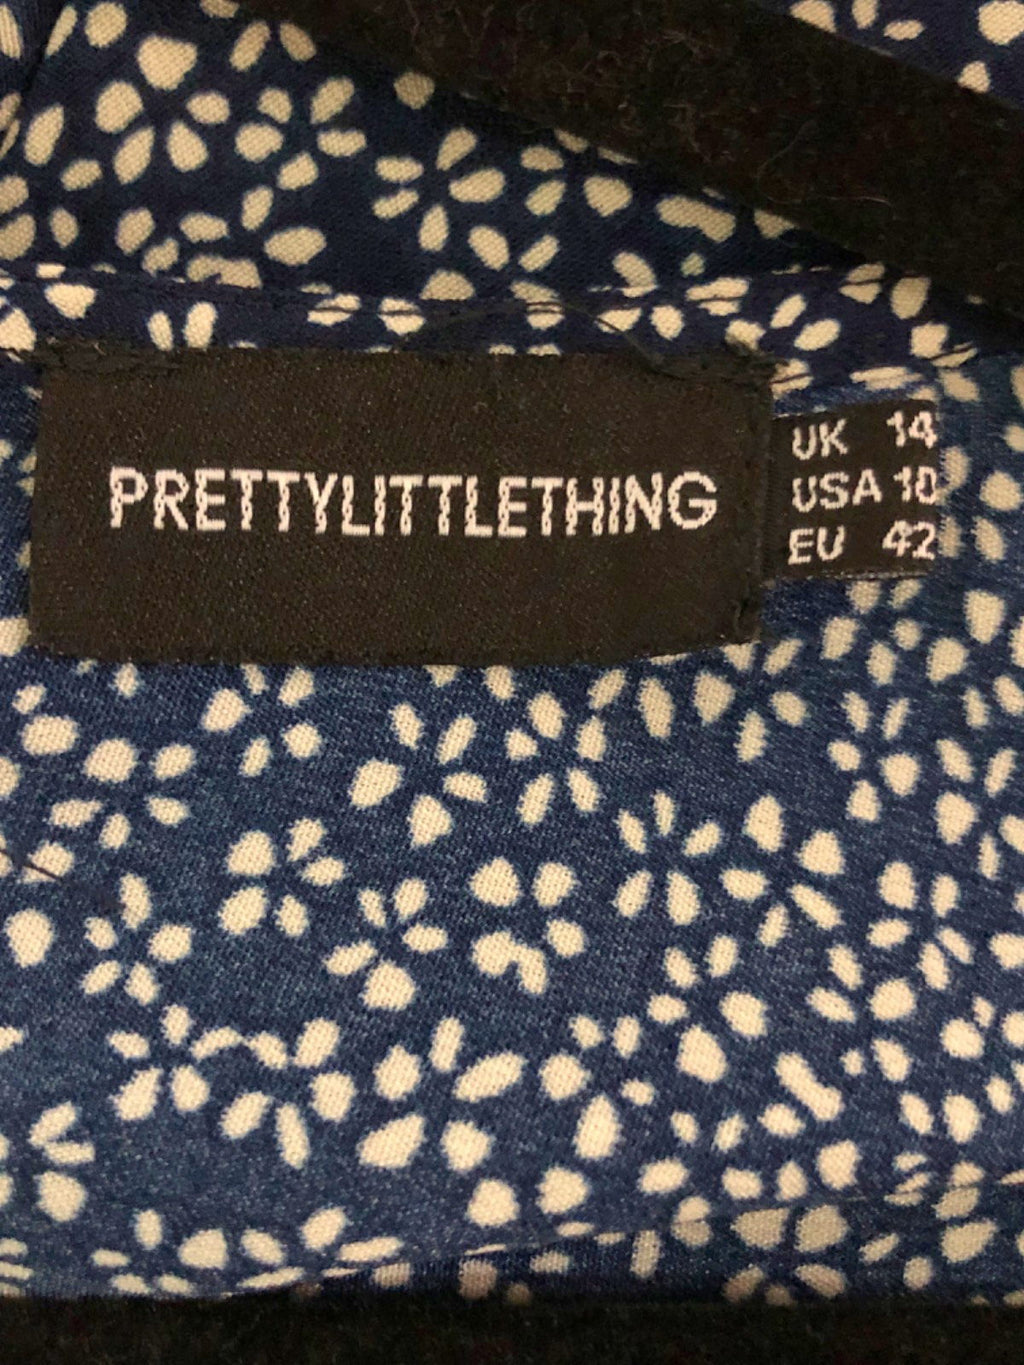 PRETTYLITTLETHING
UK 14
USA 10
EU 42